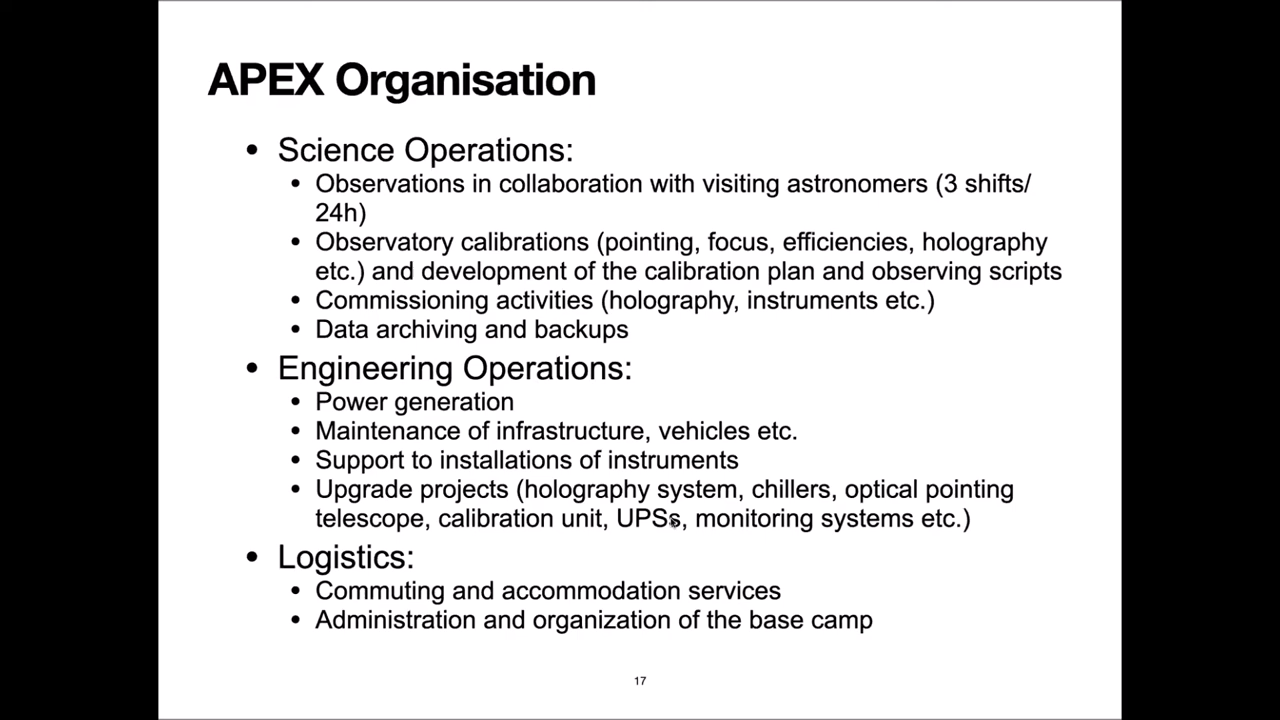 APEX Organisation
• Science Operations:
• Observations in collaboration with visiting astronomers (3 shifts/
24h)
• Observatory calibrations (pointing, focus, efficiencies, holography
etc.) and development of the calibration plan and observing scripts
• Commissioning activities (holography, instruments etc.)
• Data archiving and backups
• Engineering Operations:
• Power generation
• Maintenance of infrastructure, vehicles etc.
• Support to installations of instruments
• Upgrade projects (holography system, chillers, optical pointing
telescope, calibration unit, UPSs, monitoring systems etc.)
• Logistics:
• Commuting and accommodation services
• Administration and organization of the base camp
17